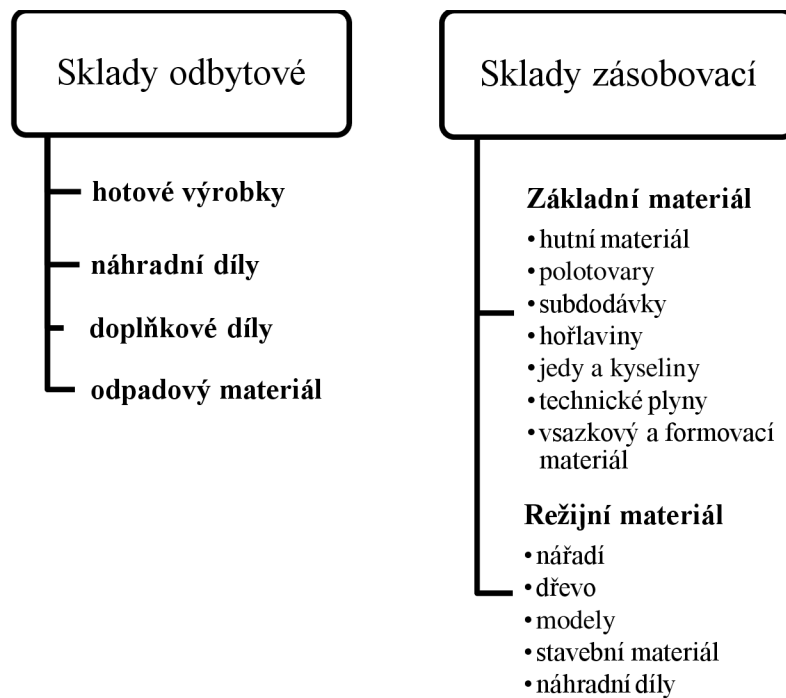 Sklady odbytové
hotové výrobky
náhradní díly
doplňkové díly
odpadový materiál
Sklady zásobovací
Základní materiál
• hutní materiál
• polotovary
• subdodávky
• hořlaviny
• jedy a kyseliny
• technické plyny
• vsazkový a formovací
materiál
Režijní materiál
• nářadí
• dřevo
• modely
• stavební materiál
• náhradní díly